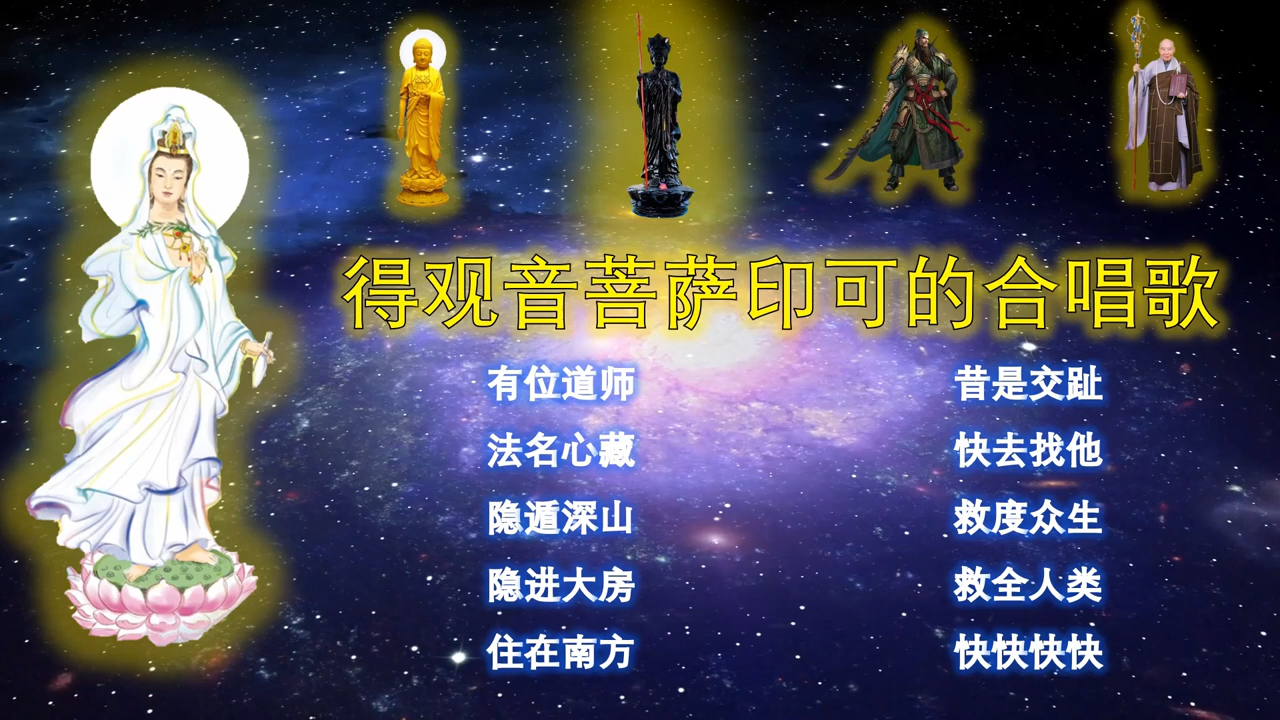 得观音菩萨印可的合唱歌
有位道师
法名心藏
隐遁深山
隐进大房
住在南方
昔是交趾
快去找他
救度众生
救全人类
快快快快